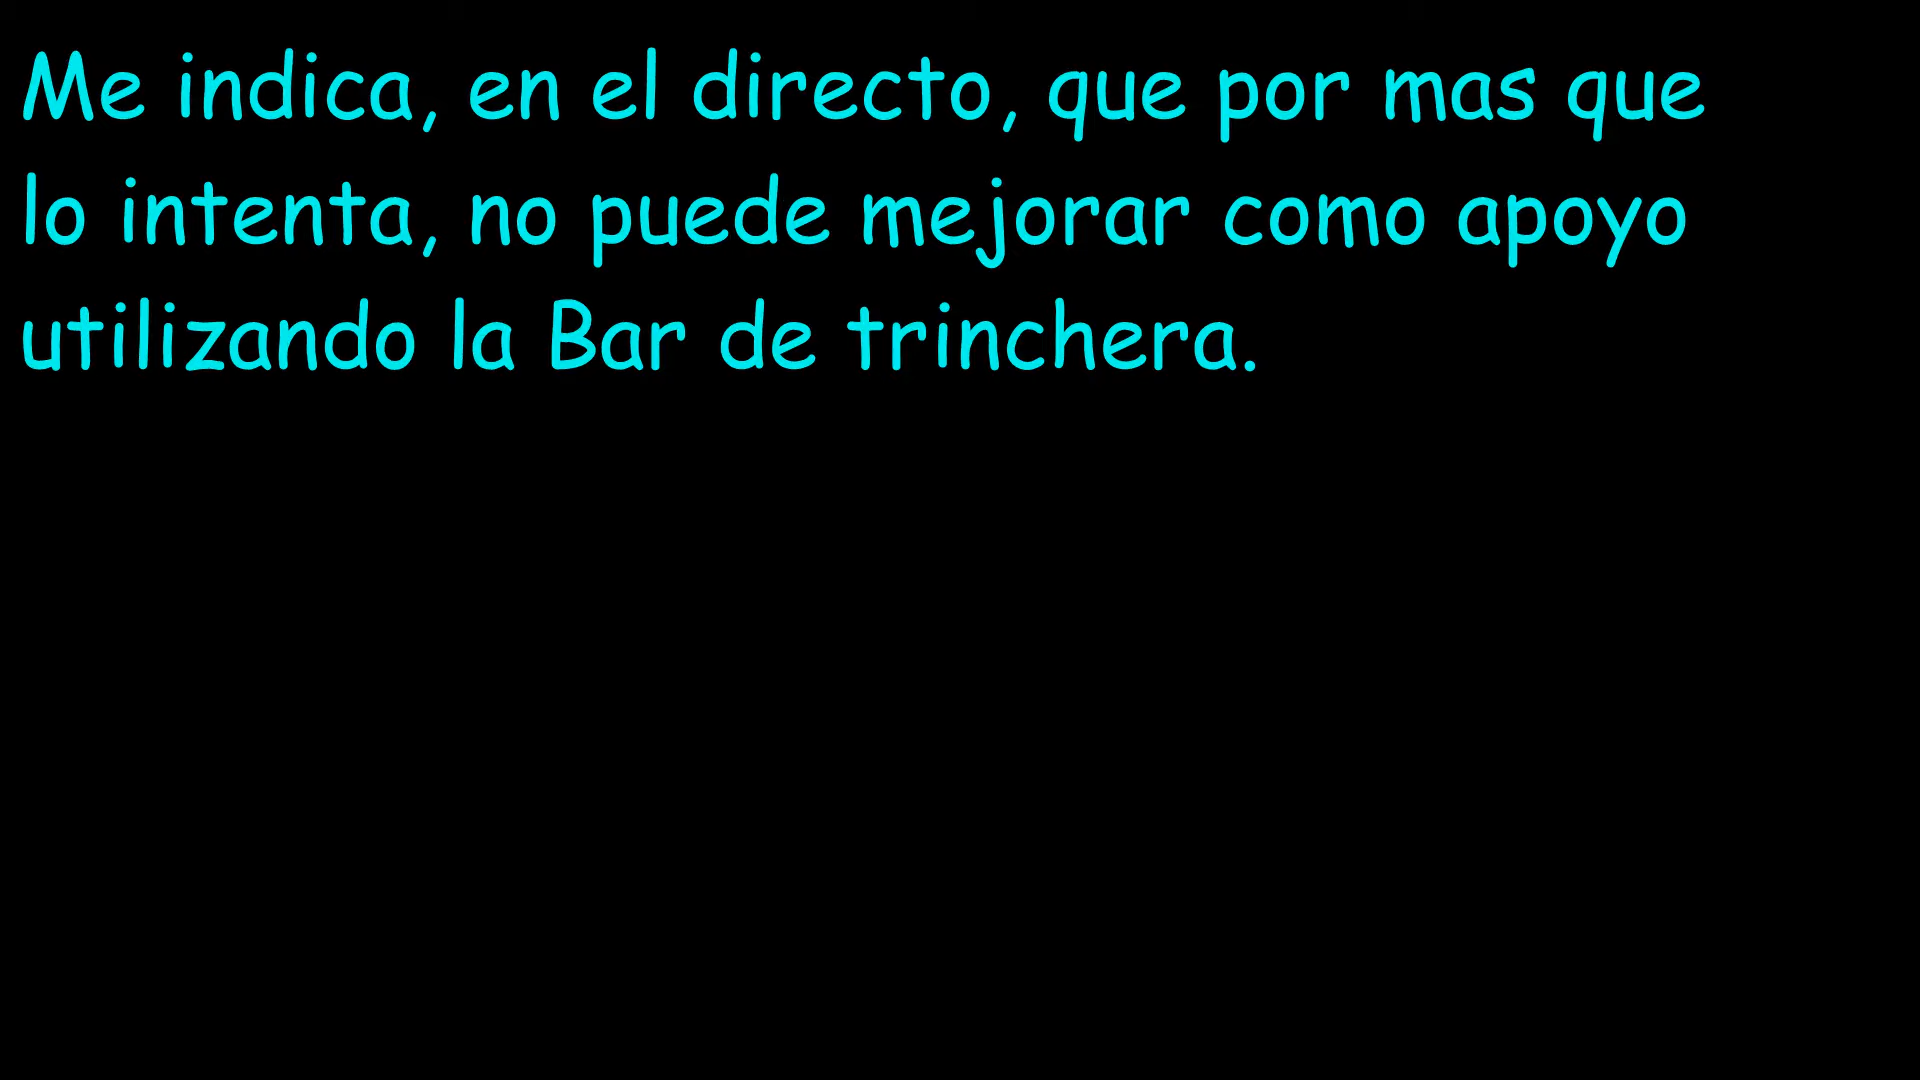 Me indica, en el directo, que por mas que
lo intenta, no puede mejorar como apoyo
utilizando la Bar de trinchera.